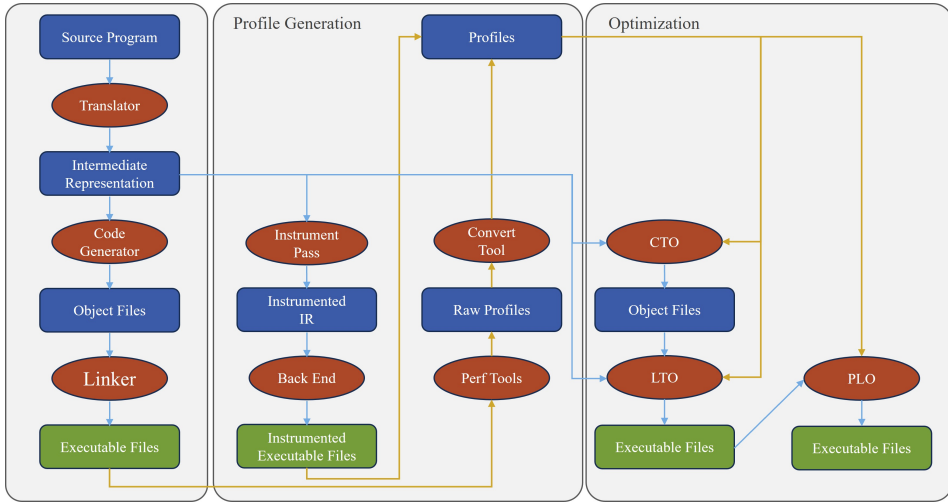 Source Program
Translator
Intermediate
Representation
Code
Generator
Object Files
Linker
Executable Files
Profile Generation
Profiles
Instrument
Pass
Instrumented
IR
Back End
Instrumented
Executable Files
Convert
Tool
Raw Profiles
Perf Tools
Optimization
CTO
Object Files
LTO
Executable Files
PLO
Executable Files